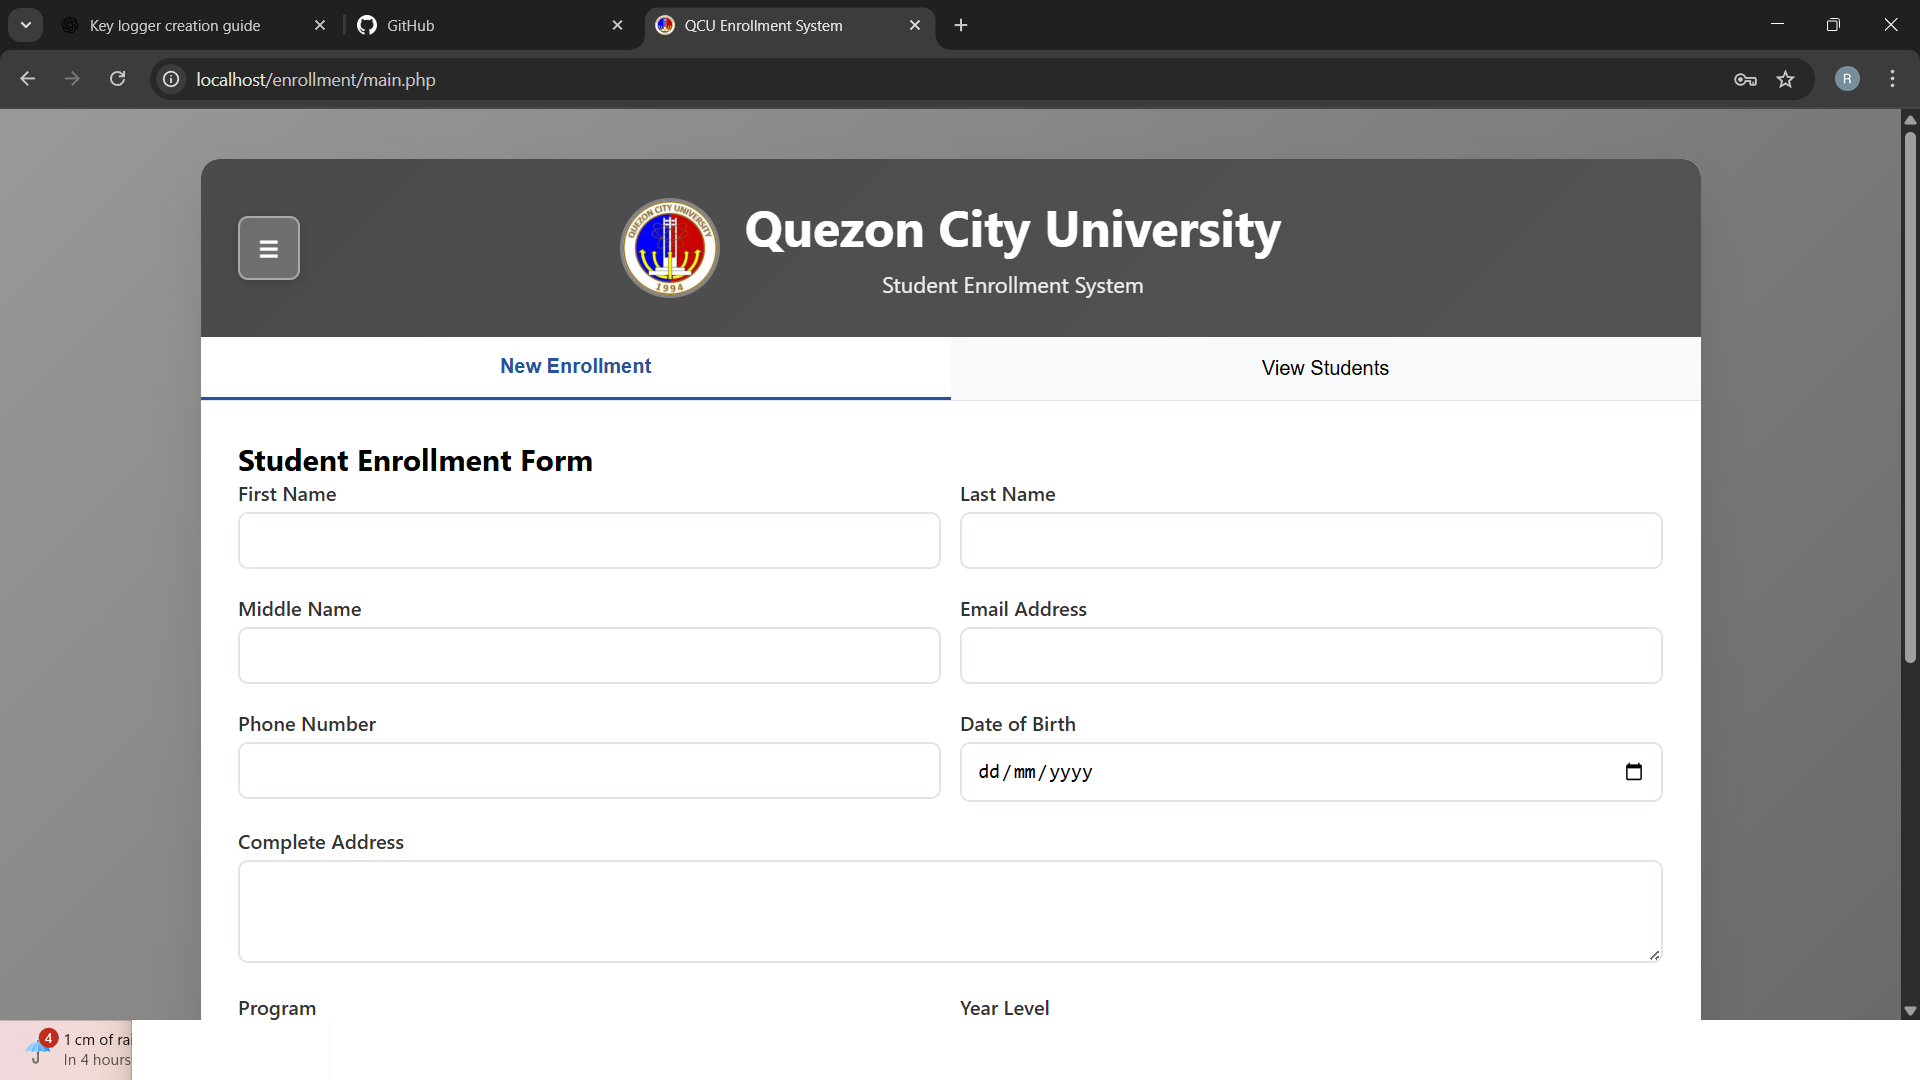 Key logger creation guide
GitHub
QCU Enrollment System
localhost/enrollment/main.php
R
QUEZON CITY UNIVERSITY
1994
Quezon City University
Student Enrollment System
New Enrollment
View Students
Student Enrollment Form
First Name
Last Name
Middle Name
Email Address
Phone Number
Date of Birth
dd/mm/yyyy
Complete Address
Program
Year Level
4
1 cm of rai
In 4 hours